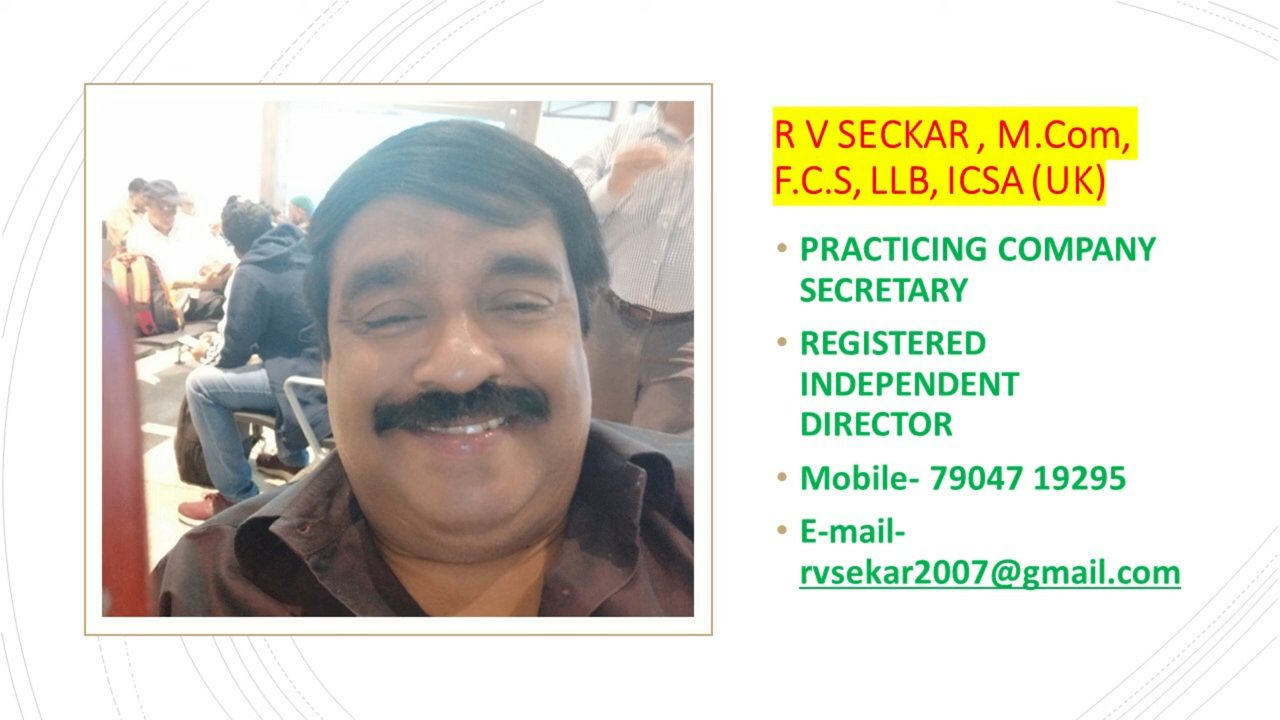 R V SECKAR , M.Com,
F.C.S, LLB, ICSA (UK)
• PRACTICING COMPANY
SECRETARY
• REGISTERED
INDEPENDENT
DIRECTOR
• Mobile- 79047 19295
• E-mail-
rvsekar2007@gmail.com